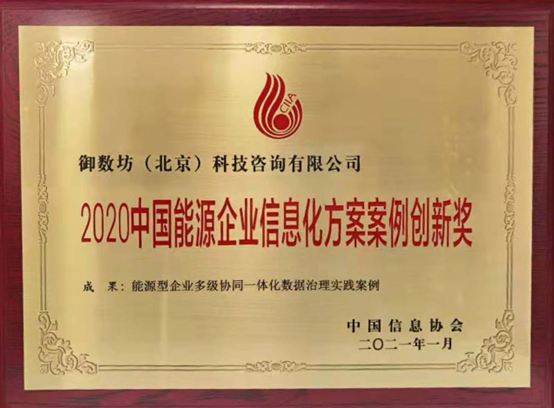 CIIA
御数坊（北京）科技咨询有限公司
2020中国能源企业信息化方案案例创新奖
成 果：能源型企业多级协同一体化数据治理实践案例
中国信息协会
二〇二一年一月